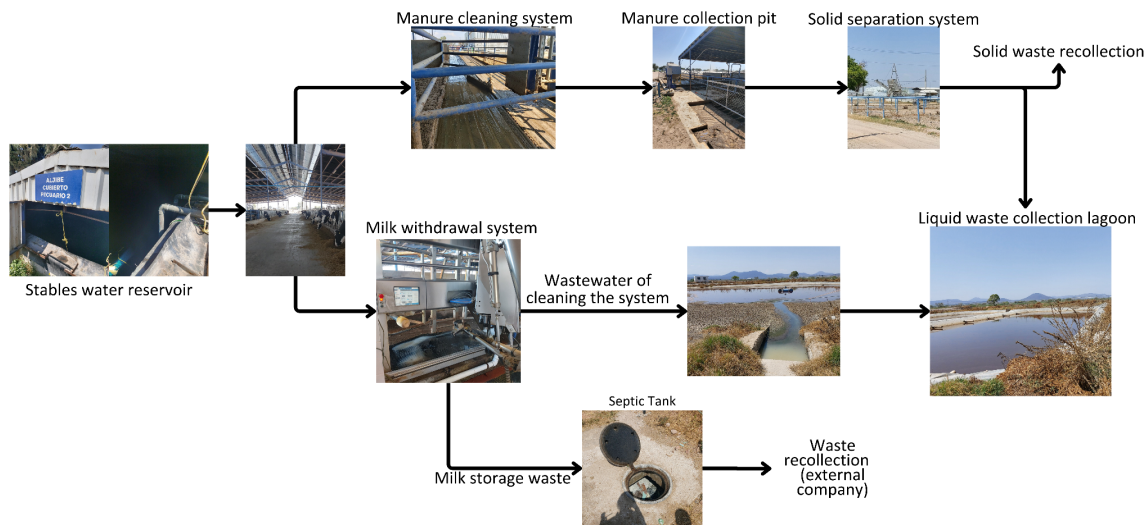 Manure cleaning system
Manure collection pit
Solid separation system
Solid waste recollection
ALJIBE
CUBIERTO
PECUARIO 2
Stables water reservoir
Milk withdrawal system
Wastewater of
cleaning the system
Liquid waste collection lagoon
Septic Tank
Milk storage waste
Waste
recollection
(external
company)